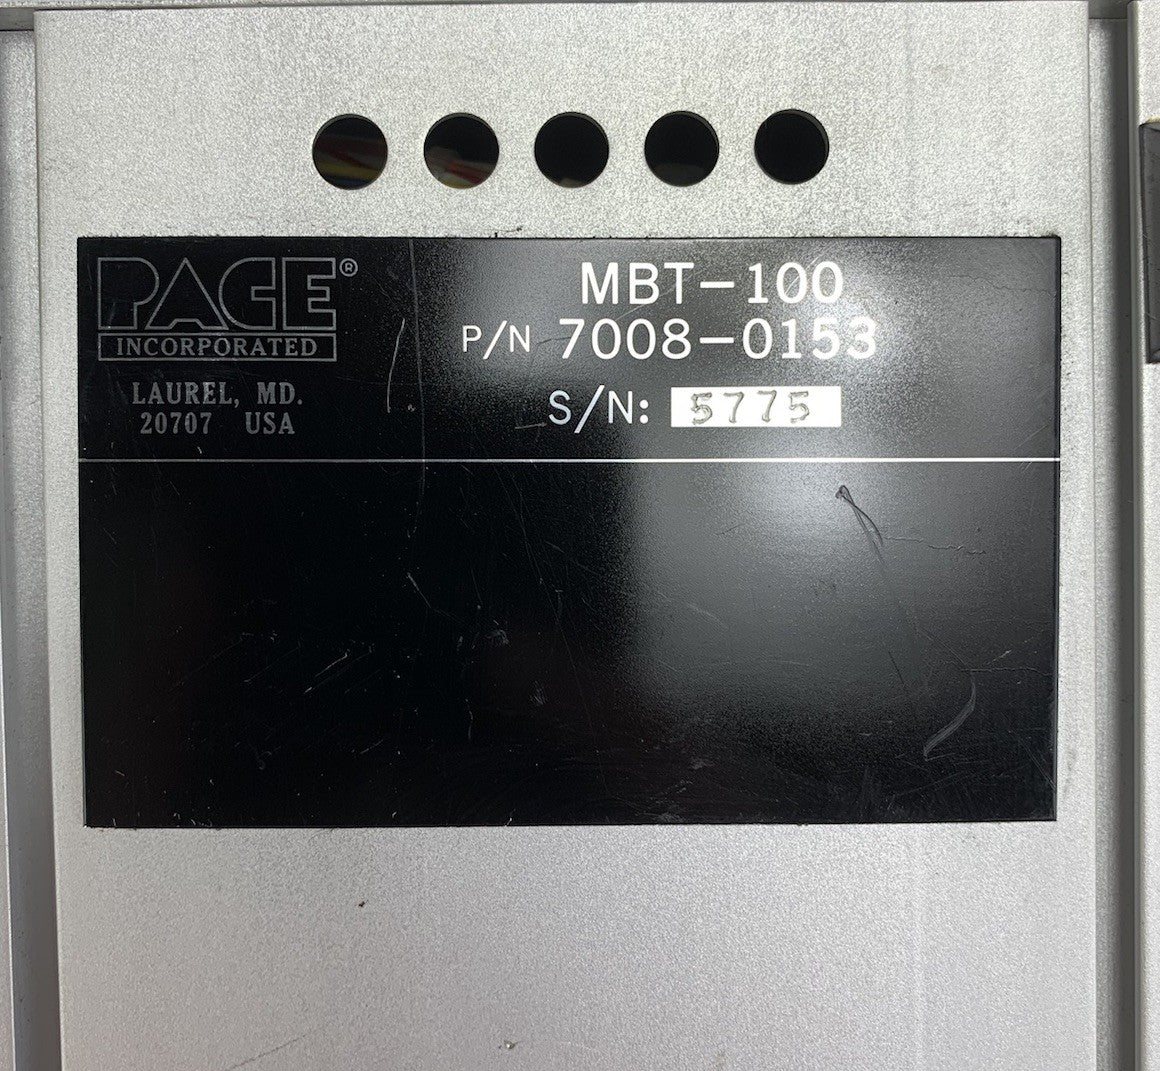 PACE®
INCORPORATED
LAUREL, MD.
20707 USA
MBT-100
P/N 7008-0153
S/N: 5775